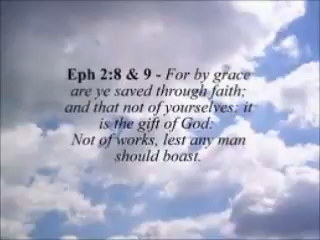 Eph 2:8 & 9 - For by grace
are ye saved through faith;
and that not of yourselves: it
is the gift of God:
Not of works, lest any man
should boast.